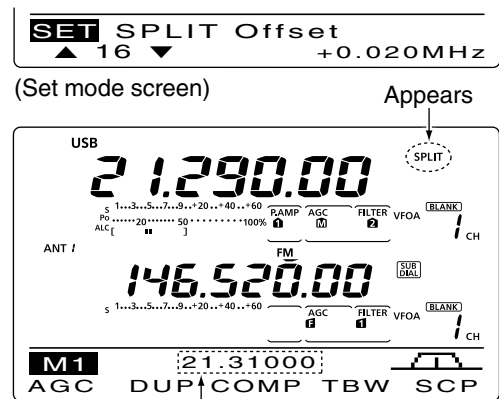 SET SPLIT Offset
▲ 16 ▼ +0.020MHz
(Set mode screen)
Appears
USB
SPLIT
21.290.00
S 1...3...5...7...9..+20..+40..+60
Po ......20...... 50 ..........100%
ALC [ ]
P.AMP 1 AGC M FILTER 2 VFOA BLANK 1 CH
ANT 1
FM
146.520.00
SUB DIAL
S 1...3...5...7...9..+20..+40..+60
AGC F FILTER 1 VFOA BLANK 1 CH
M1 21.31000
AGC DUP COMP TBW SCP